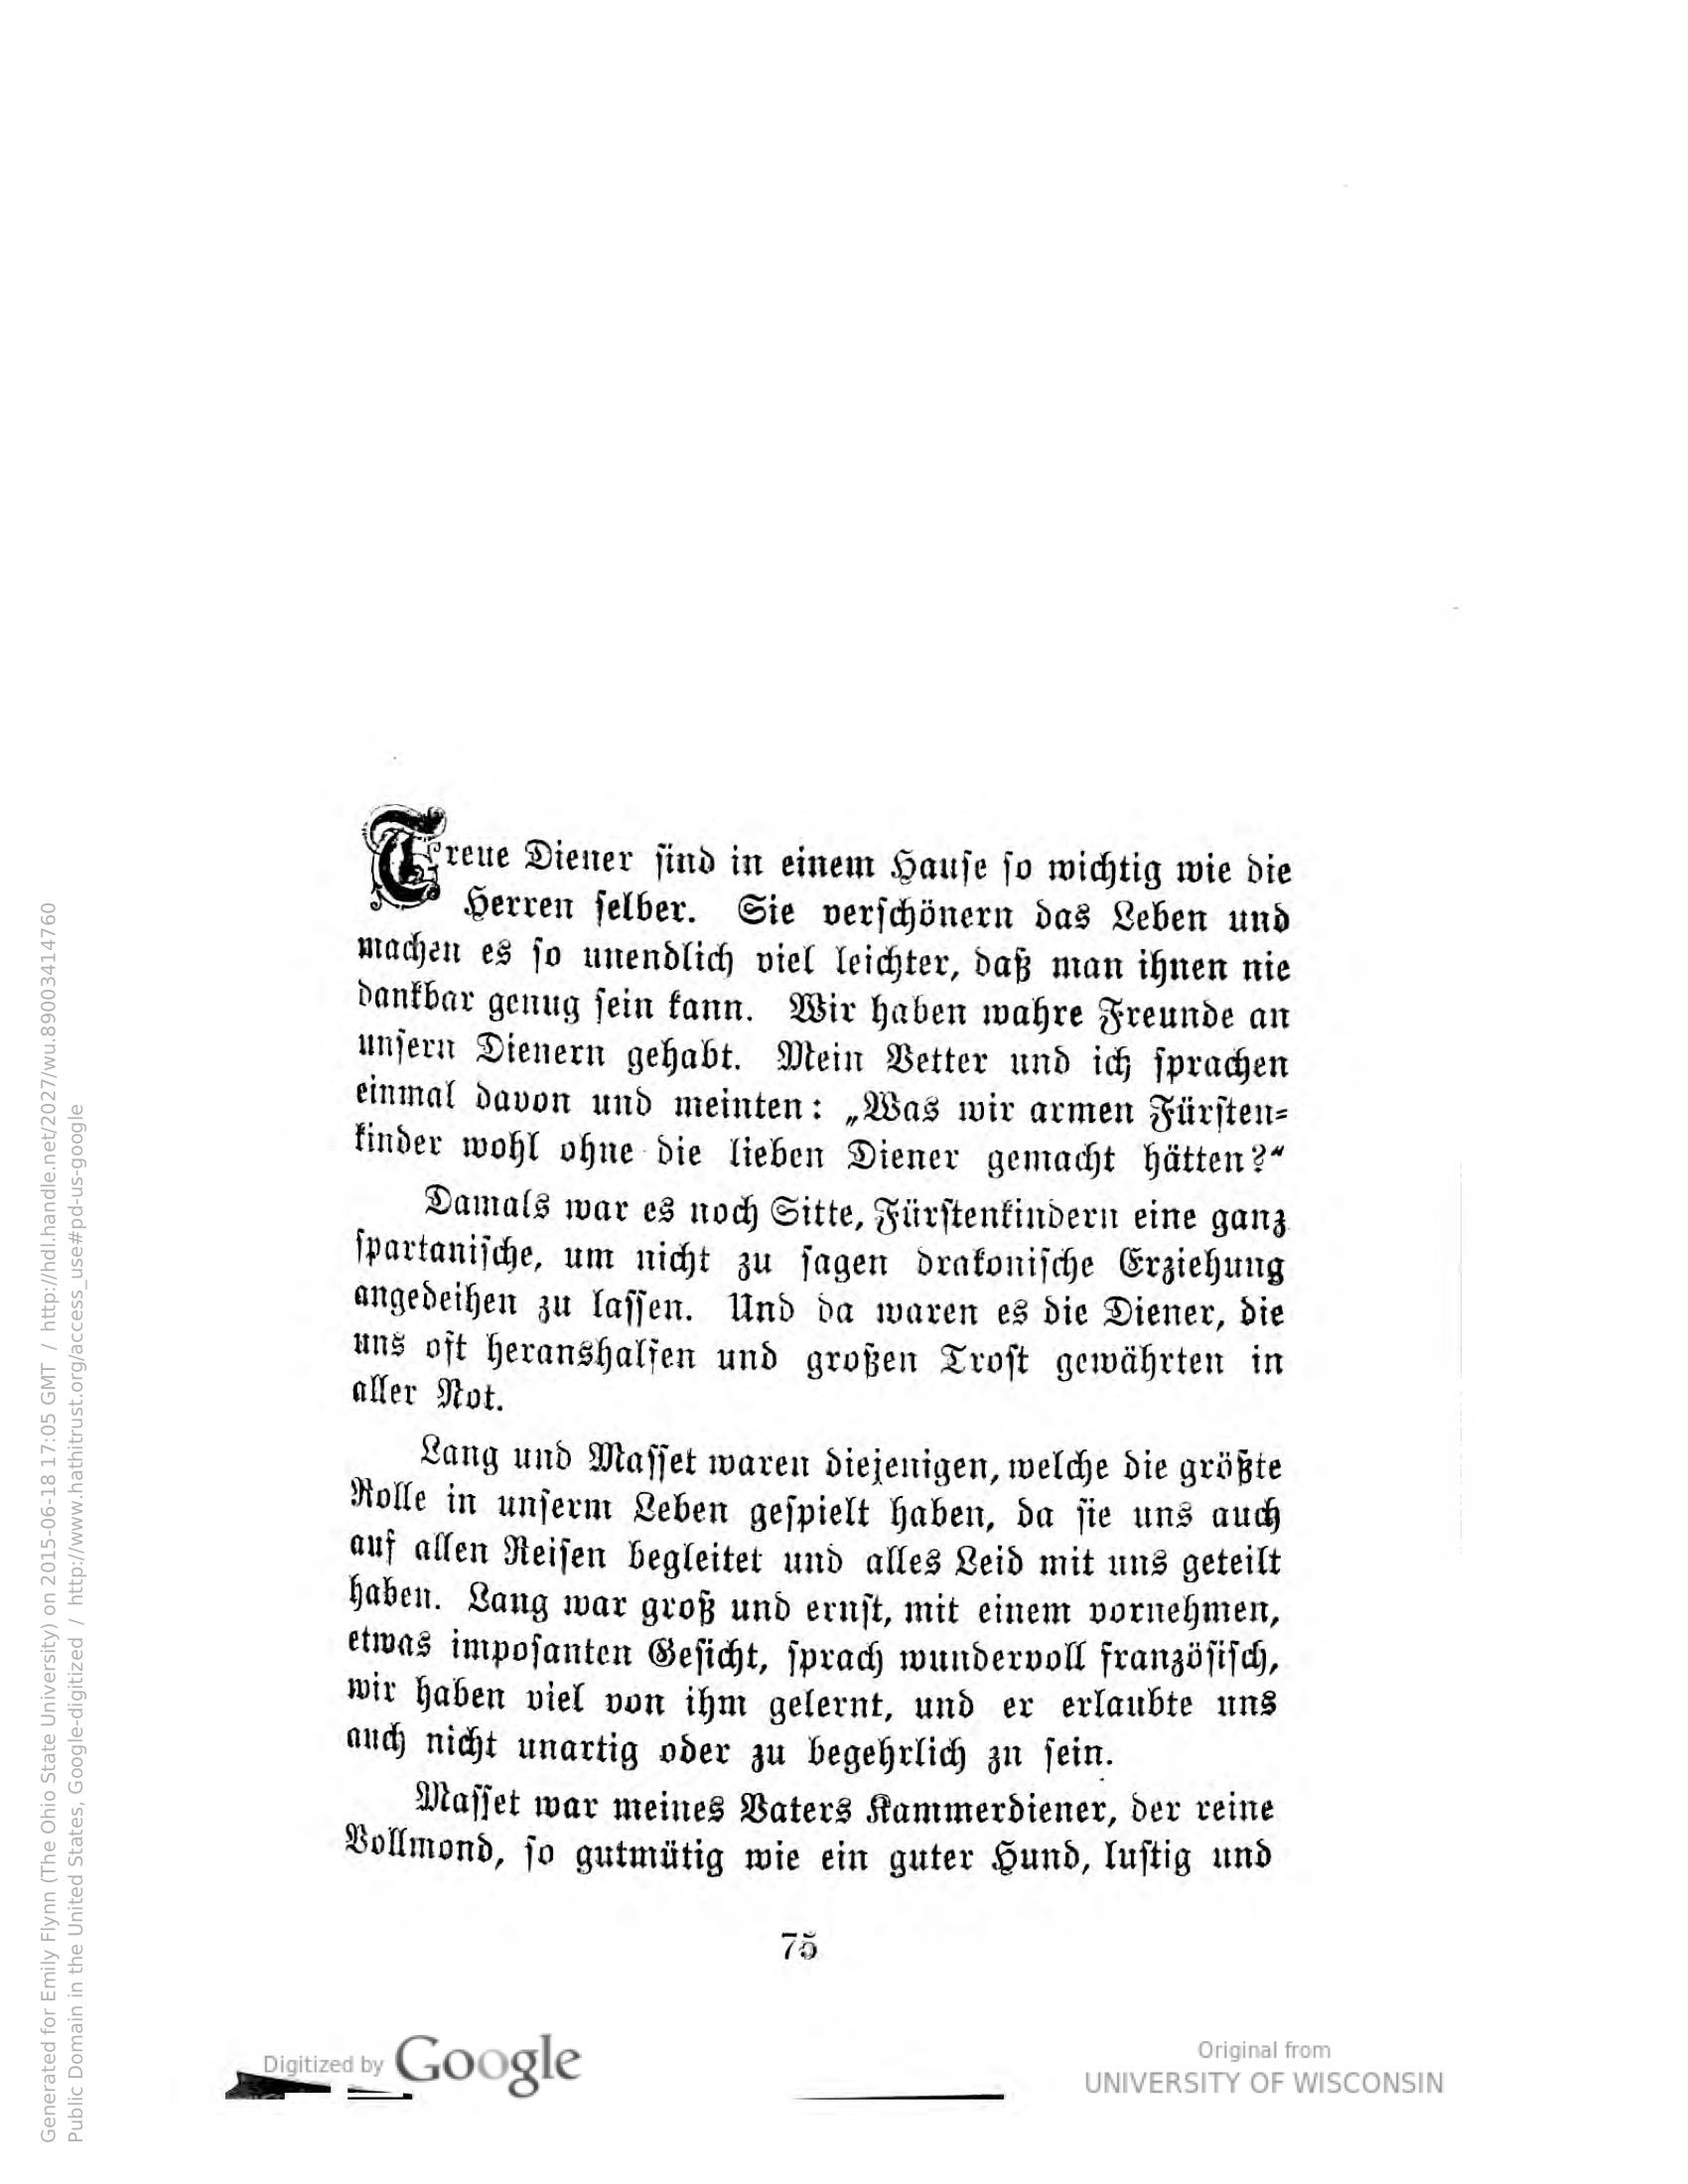 Treue Diener sind in einem Hause so wichtig wie die
Herren selber. Sie verschönern das Leben und
machen es so unendlich viel leichter, daß man ihnen nie
dankbar genug sein kann. Wir haben wahre Freunde an
unsern Dienern gehabt. Mein Vetter und ich sprachen
einmal davon und meinten: „Was wir armen Fürsten-
kinder wohl ohne die lieben Diener gemacht hätten?“
Damals war es noch Sitte, Fürstenkindern eine ganz
spartanische, um nicht zu sagen drakonische Erziehung
angedeihen zu lassen. Und da waren es die Diener, die
uns oft heranshalfen und großen Trost gewährten in
aller Not.
Lang und Masset waren diejenigen, welche die größte
Rolle in unserm Leben gespielt haben, da sie uns auch
auf allen Reisen begleitet und alles Leid mit uns geteilt
haben. Lang war groß und ernst, mit einem vornehmen,
etwas imposanten Gesicht, sprach wundervoll französisch,
wir haben viel von ihm gelernt, und er erlaubte uns
auch nicht unartig oder zu begehrlich zu sein.
Masset war meines Vaters Kammerdiener, der reine
Vollmond, so gutmütig wie ein guter Hund, lustig und
75
Digitized by Google
Original from
UNIVERSITY OF WISCONSIN
Generated for Emily Flynn (The Ohio State University) on 2015-06-18 17:05 GMT / http://hdl.handle.net/2027/wu.89003414760
Public Domain in the United States, Google-digitized / http://www.hathitrust.org/access_use#pd-us-google